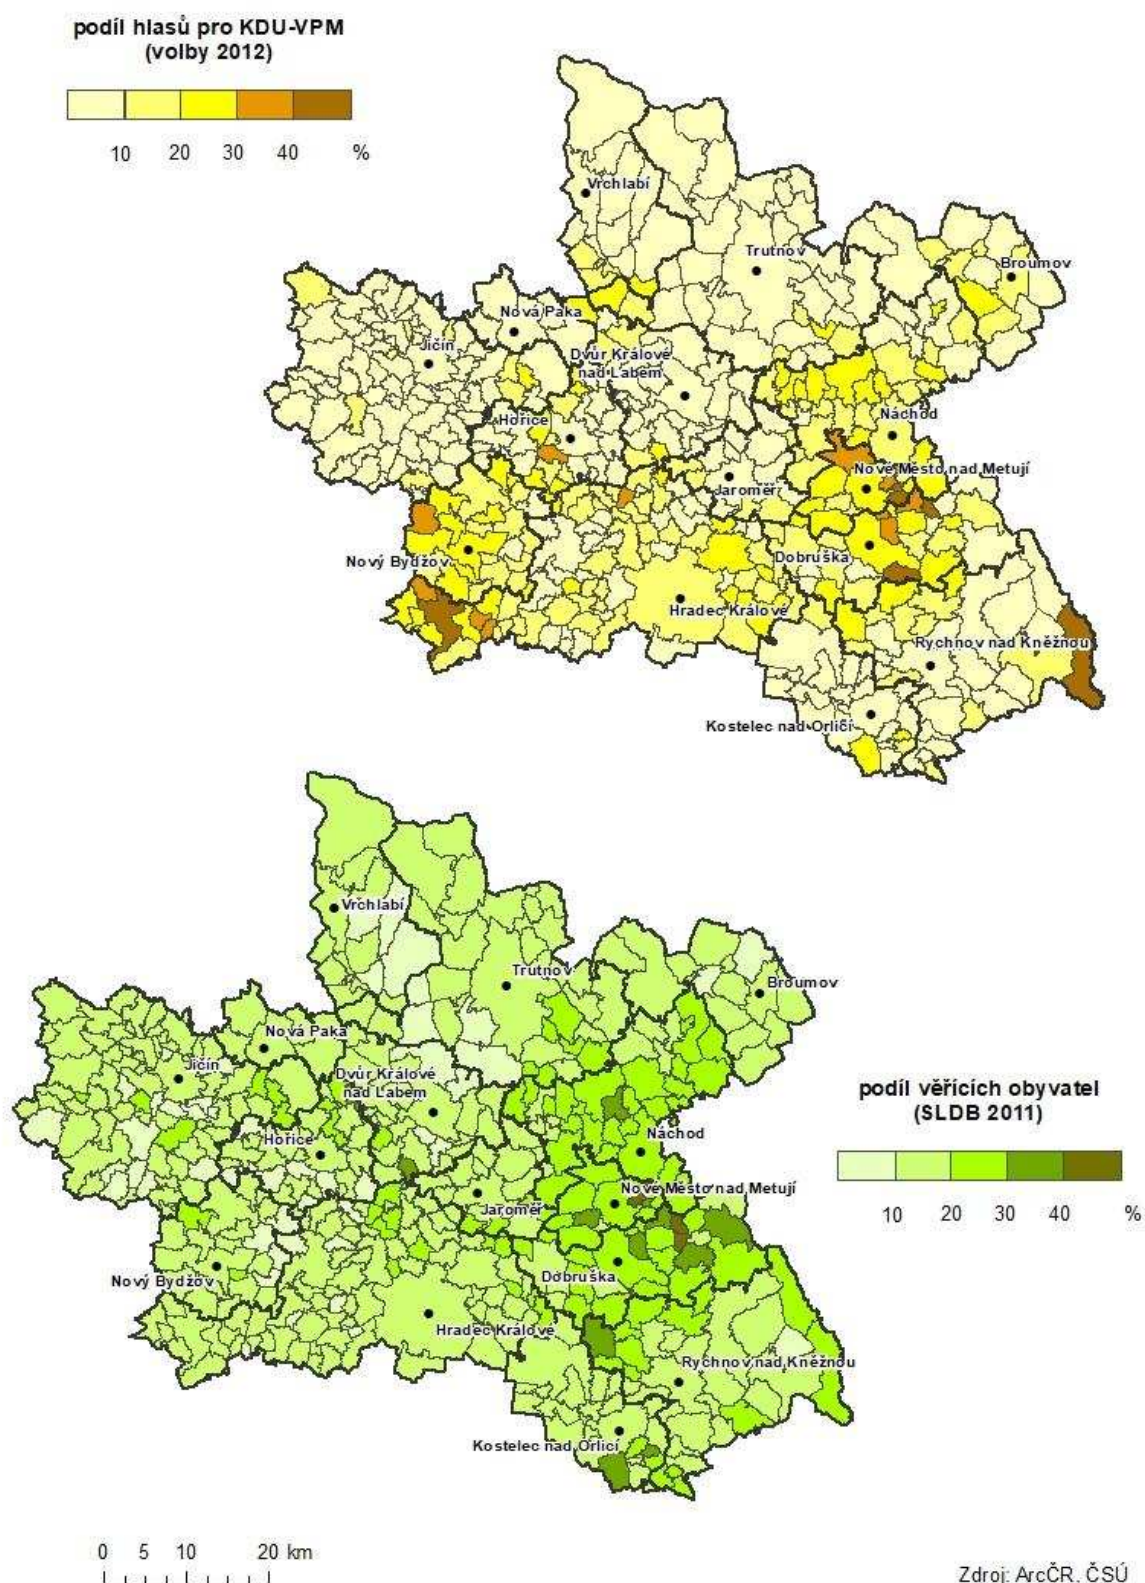 podíl hlasů pro KDU-VPM
(volby 2012)
10 20 30 40 %
Vrchlabí
Trutnov
Broumov
Nová Paka
Jičín
Dvůr Králové
nad Labem
Náchod
Hořice
Nové Město nad Metují
Jaroměř
Dobruška
Nový Bydžov
Hradec Králové
Rychnov nad Kněžnou
Kostelec nad Orlicí
Vrchlabí
Trutnov
Broumov
Nová Paka
Jičín
Dvůr Králové
nad Labem
podíl věřících obyvatel
(SLDB 2011)
Hořice
Náchod
Nové Město nad Metují
Jaroměř
10 20 30 40 %
Nový Bydžov
Dobruška
Hradec Králové
Rychnov nad Kněžnou
Kostelec nad Orlicí
0 5 10 20 km
Zdroj: ArcČR, ČSÚ